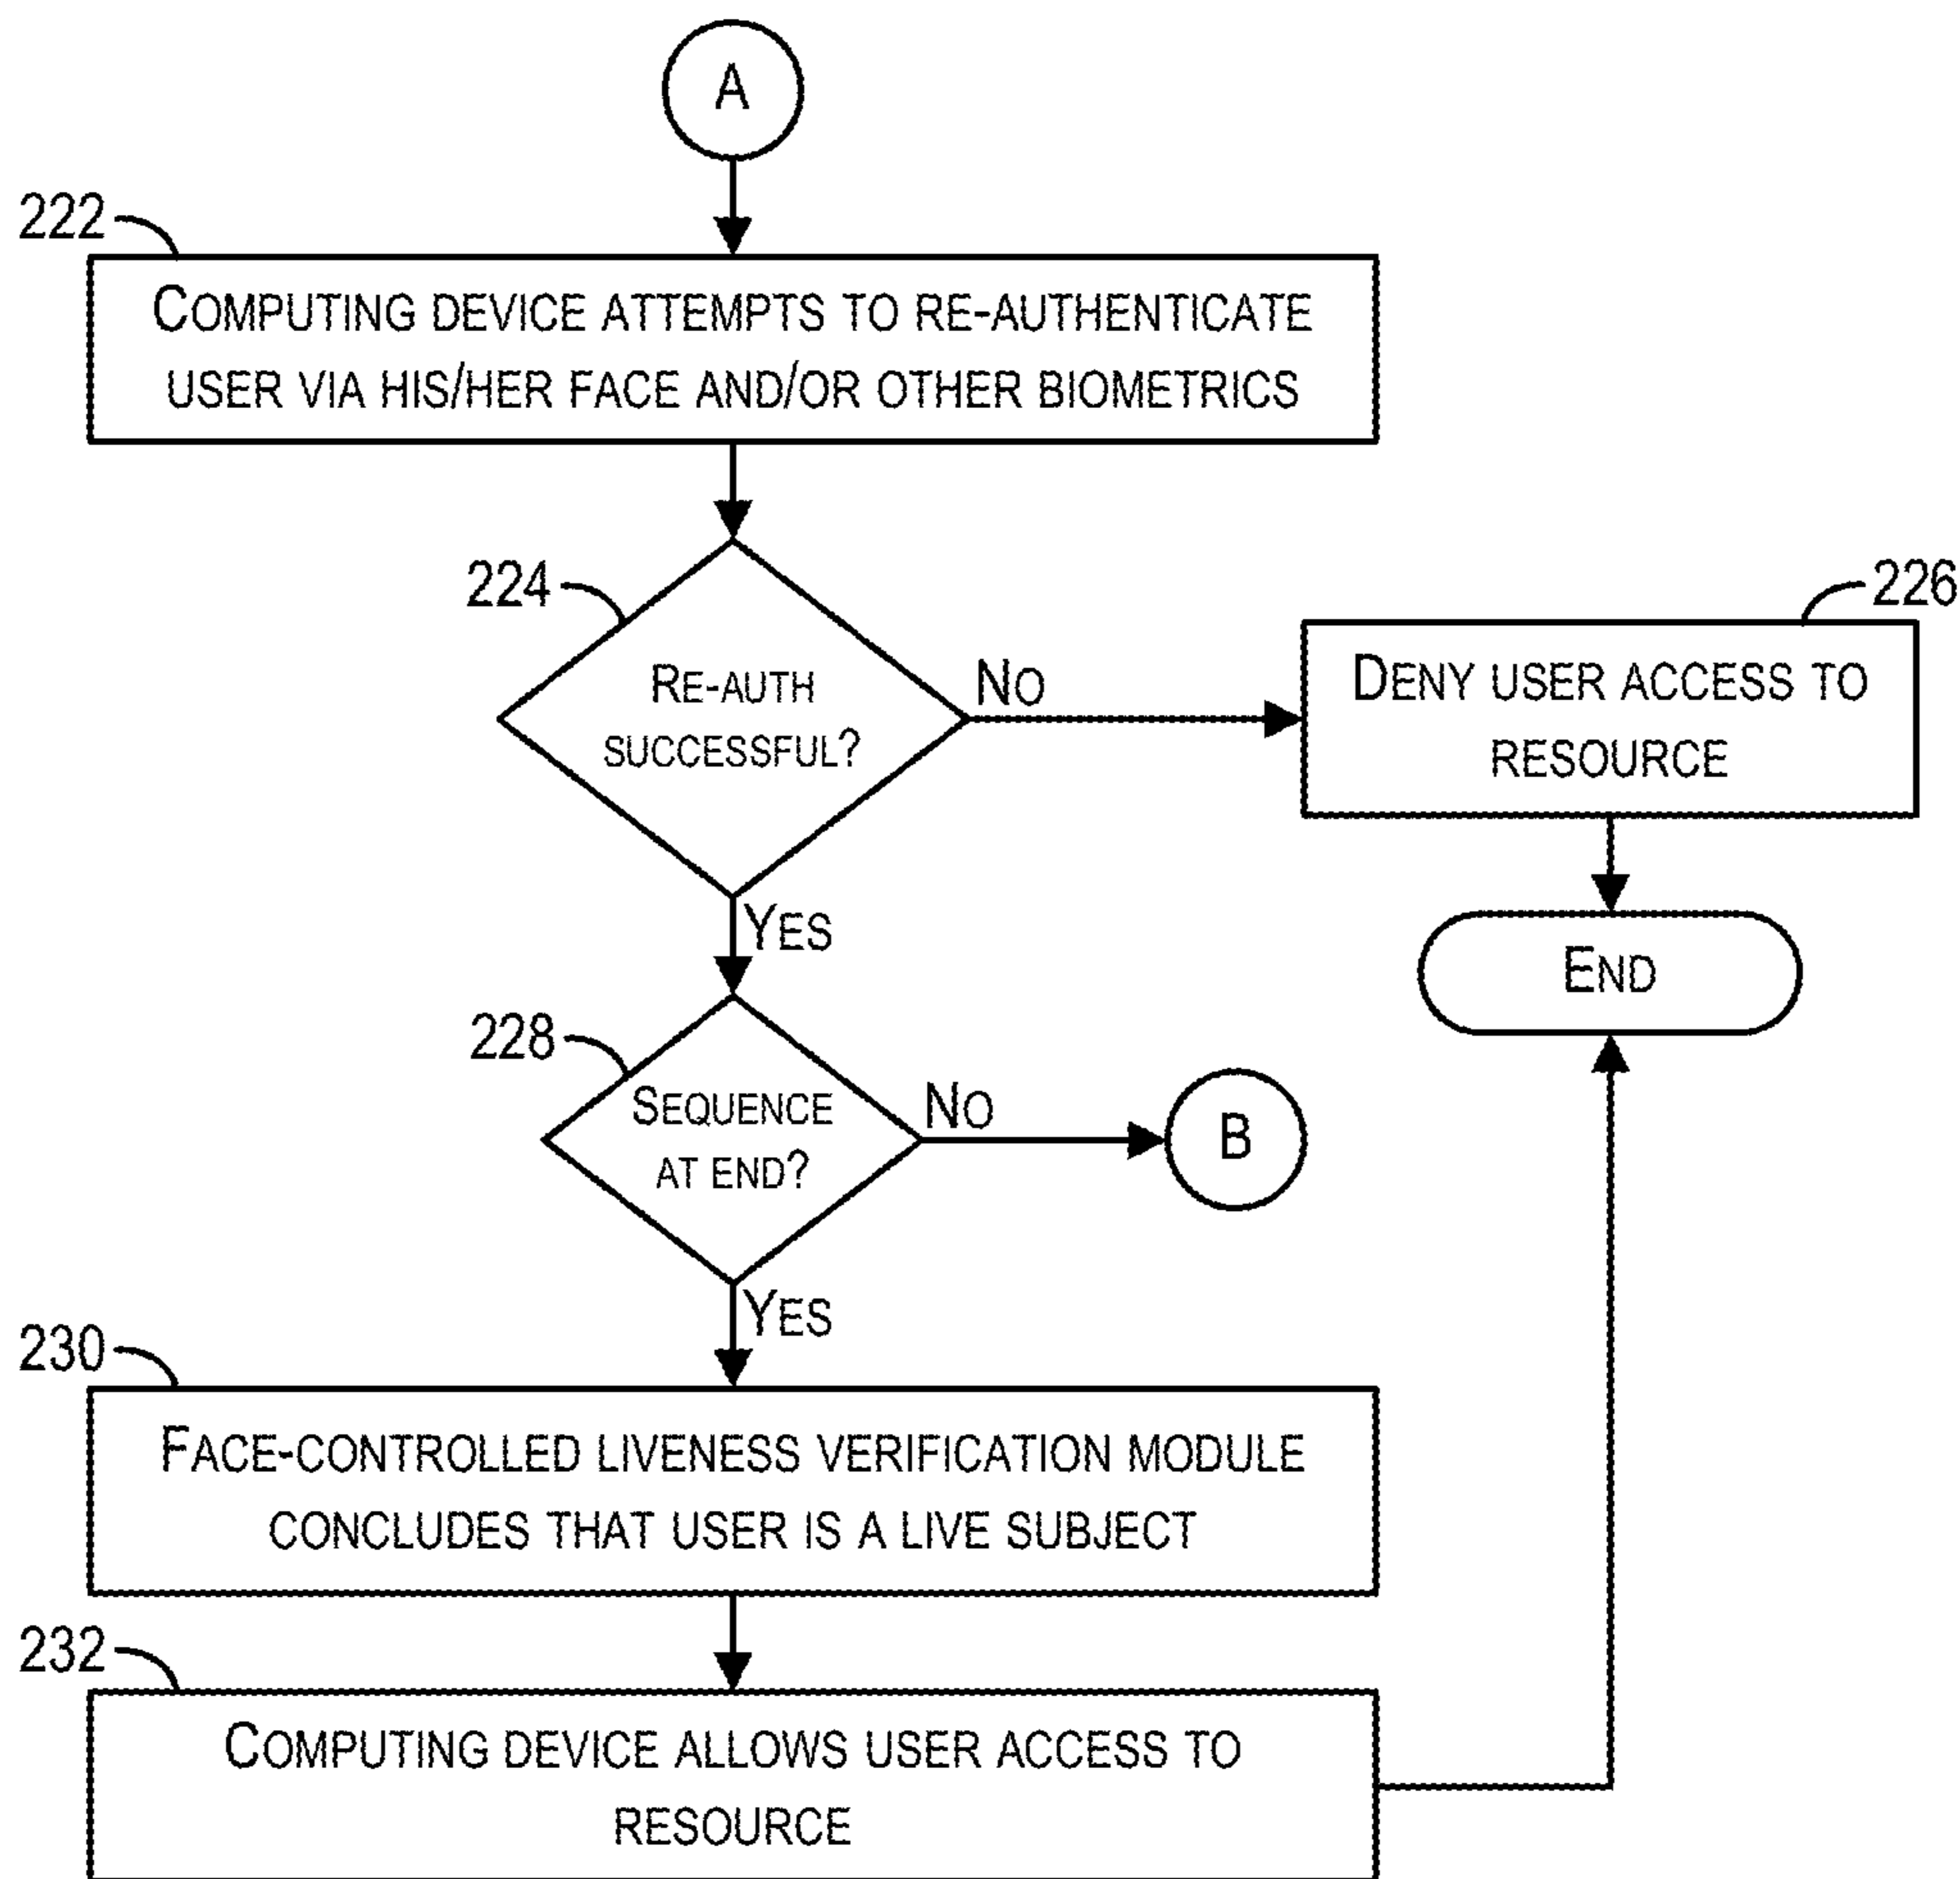 A
222
COMPUTING DEVICE ATTEMPTS TO RE-AUTHENTICATE
USER VIA HIS/HER FACE AND/OR OTHER BIOMETRICS
224
RE-AUTH
SUCCESSFUL?
NO
226
DENY USER ACCESS TO
RESOURCE
YES
END
228
SEQUENCE
AT END?
NO
B
YES
230
FACE-CONTROLLED LIVENESS VERIFICATION MODULE
CONCLUDES THAT USER IS A LIVE SUBJECT
232
COMPUTING DEVICE ALLOWS USER ACCESS TO
RESOURCE